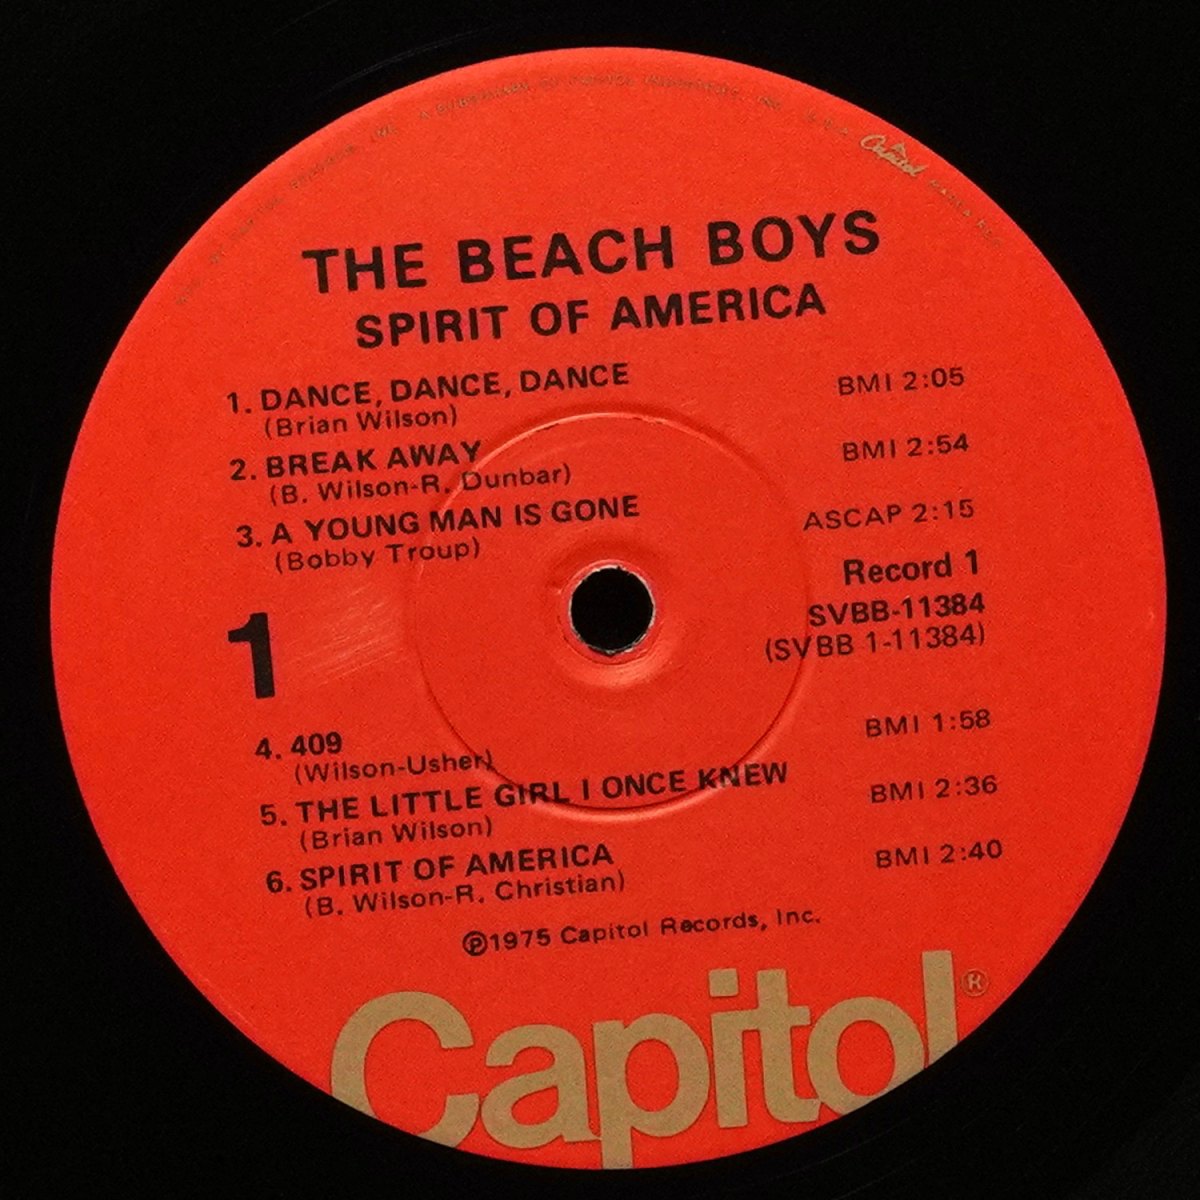 Capitol
THE BEACH BOYS
SPIRIT OF AMERICA
1. DANCE, DANCE, DANCE BMI 2:05
(Brian Wilson)
2. BREAK AWAY BMI 2:54
(B. Wilson-R. Dunbar)
3. A YOUNG MAN IS GONE ASCAP 2:15
(Bobby Troup)
Record 1
1 SVBB-11384
(SVBB 1-11384)
4. 409 BMI 1:58
(Wilson-Usher)
5. THE LITTLE GIRL I ONCE KNEW BMI 2:36
(Brian Wilson)
6. SPIRIT OF AMERICA BMI 2:40
(B. Wilson-R. Christian)
℗1975 Capitol Records, Inc.
Capitol®